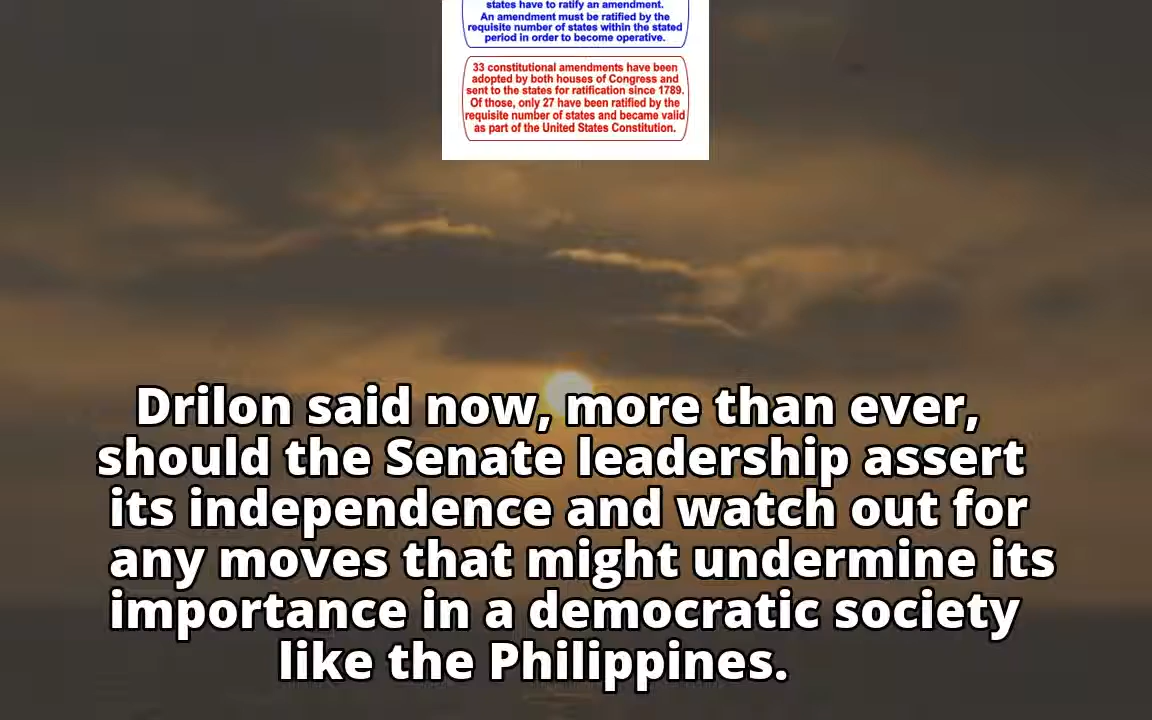 states have to ratify an amendment.
An amendment must be ratified by the
requisite number of states within the stated
period in order to become operative.
33 constitutional amendments have been
adopted by both houses of Congress and
sent to the states for ratification since 1789.
Of those, only 27 have been ratified by the
requisite number of states and became valid
as part of the United States Constitution.
Drilon said now, more than ever,
should the Senate leadership assert
its independence and watch out for
any moves that might undermine its
importance in a democratic society
like the Philippines.